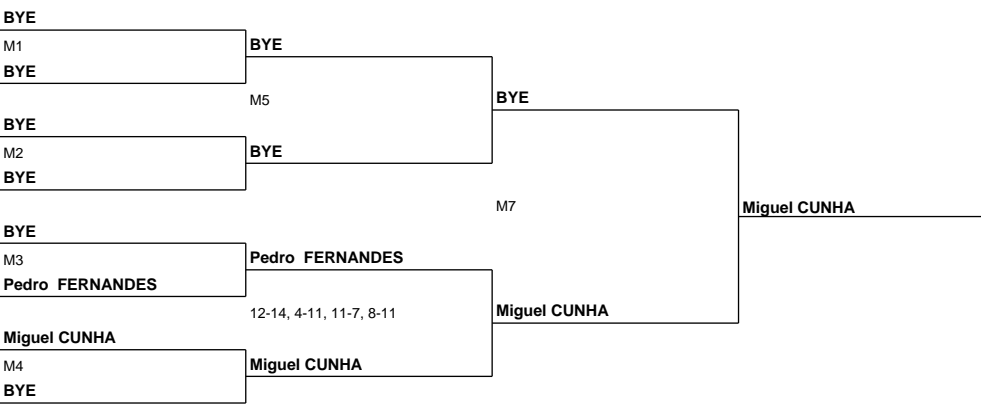 BYE
M1
BYE
BYE
M5
BYE
BYE
M2
BYE
BYE
M7
Miguel CUNHA
BYE
M3
Pedro  FERNANDES
Pedro  FERNANDES
12-14, 4-11, 11-7, 8-11
Miguel CUNHA
Miguel CUNHA
M4
Miguel CUNHA
BYE